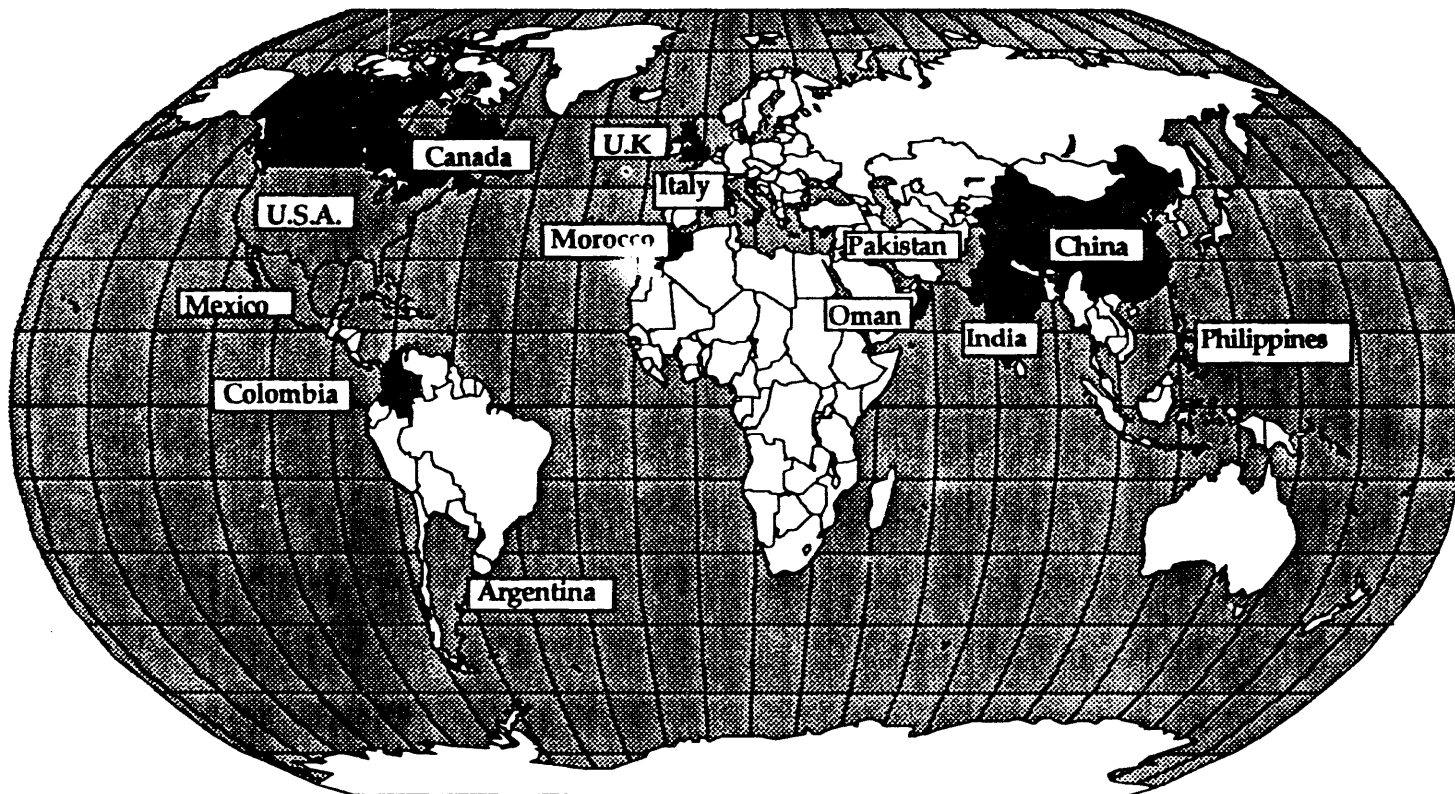 Canada
U.K
Italy
U.S.A.
Morocco
Pakistan
China
Mexico
Oman
India
Philippines
Colombia
Argentina